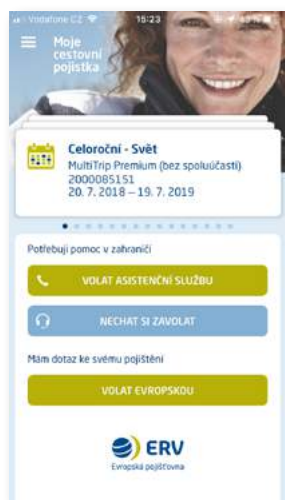 Vodafone CZ 15:23
Moje
cestovní
pojistka
Celoroční - Svět
MultiTrip Premium (bez spoluúčasti)
2000085151
20. 7. 2018 – 19. 7. 2019
Potřebuji pomoc v zahraničí
VOLAT ASISTENČNÍ SLUŽBU
NECHAT SI ZAVOLAT
Mám dotaz ke svému pojištění
VOLAT EVROPSKOU
ERV
Evropská pojišťovna